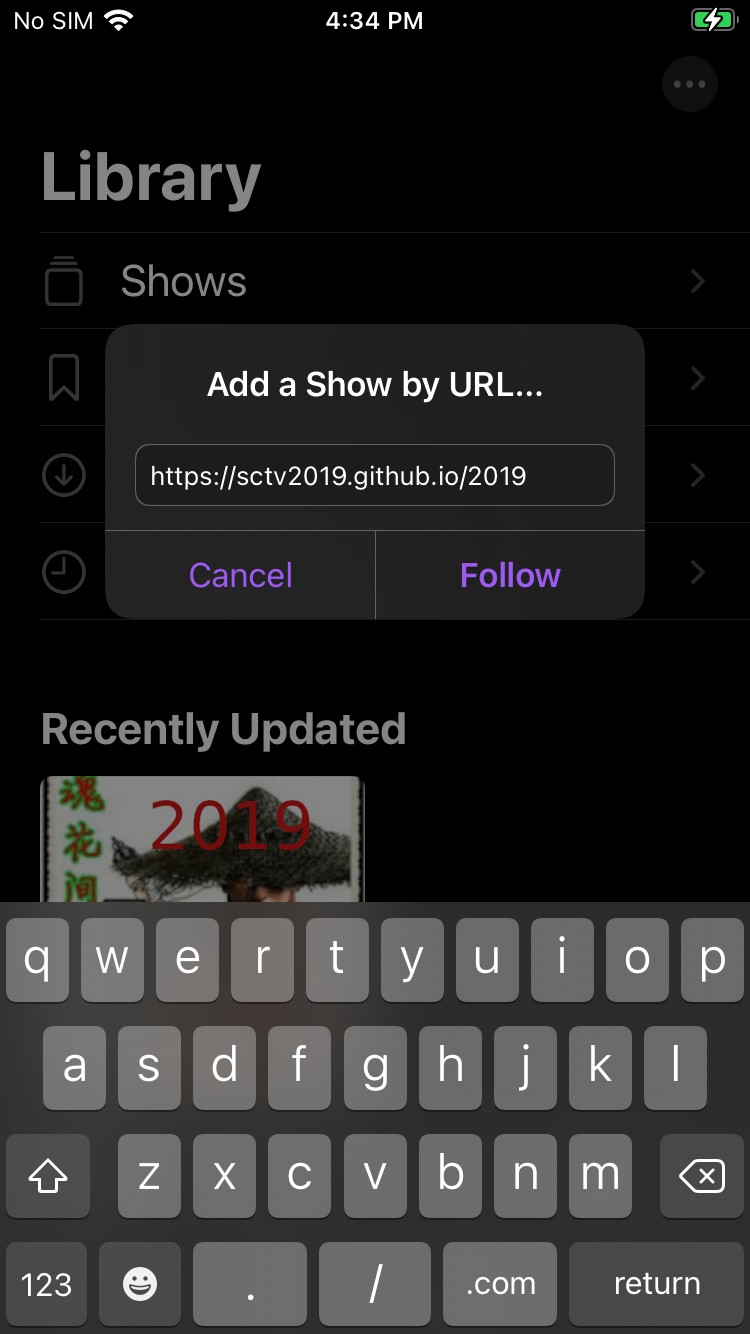 No SIM 4:34 PM
Library
Shows
Add a Show by URL...
https://sctv2019.github.io/2019
Cancel Follow
Recently Updated
魂花间
2019
q w e r t y u i o p
a s d f g h j k l
z x c v b n m
123 . / .com return